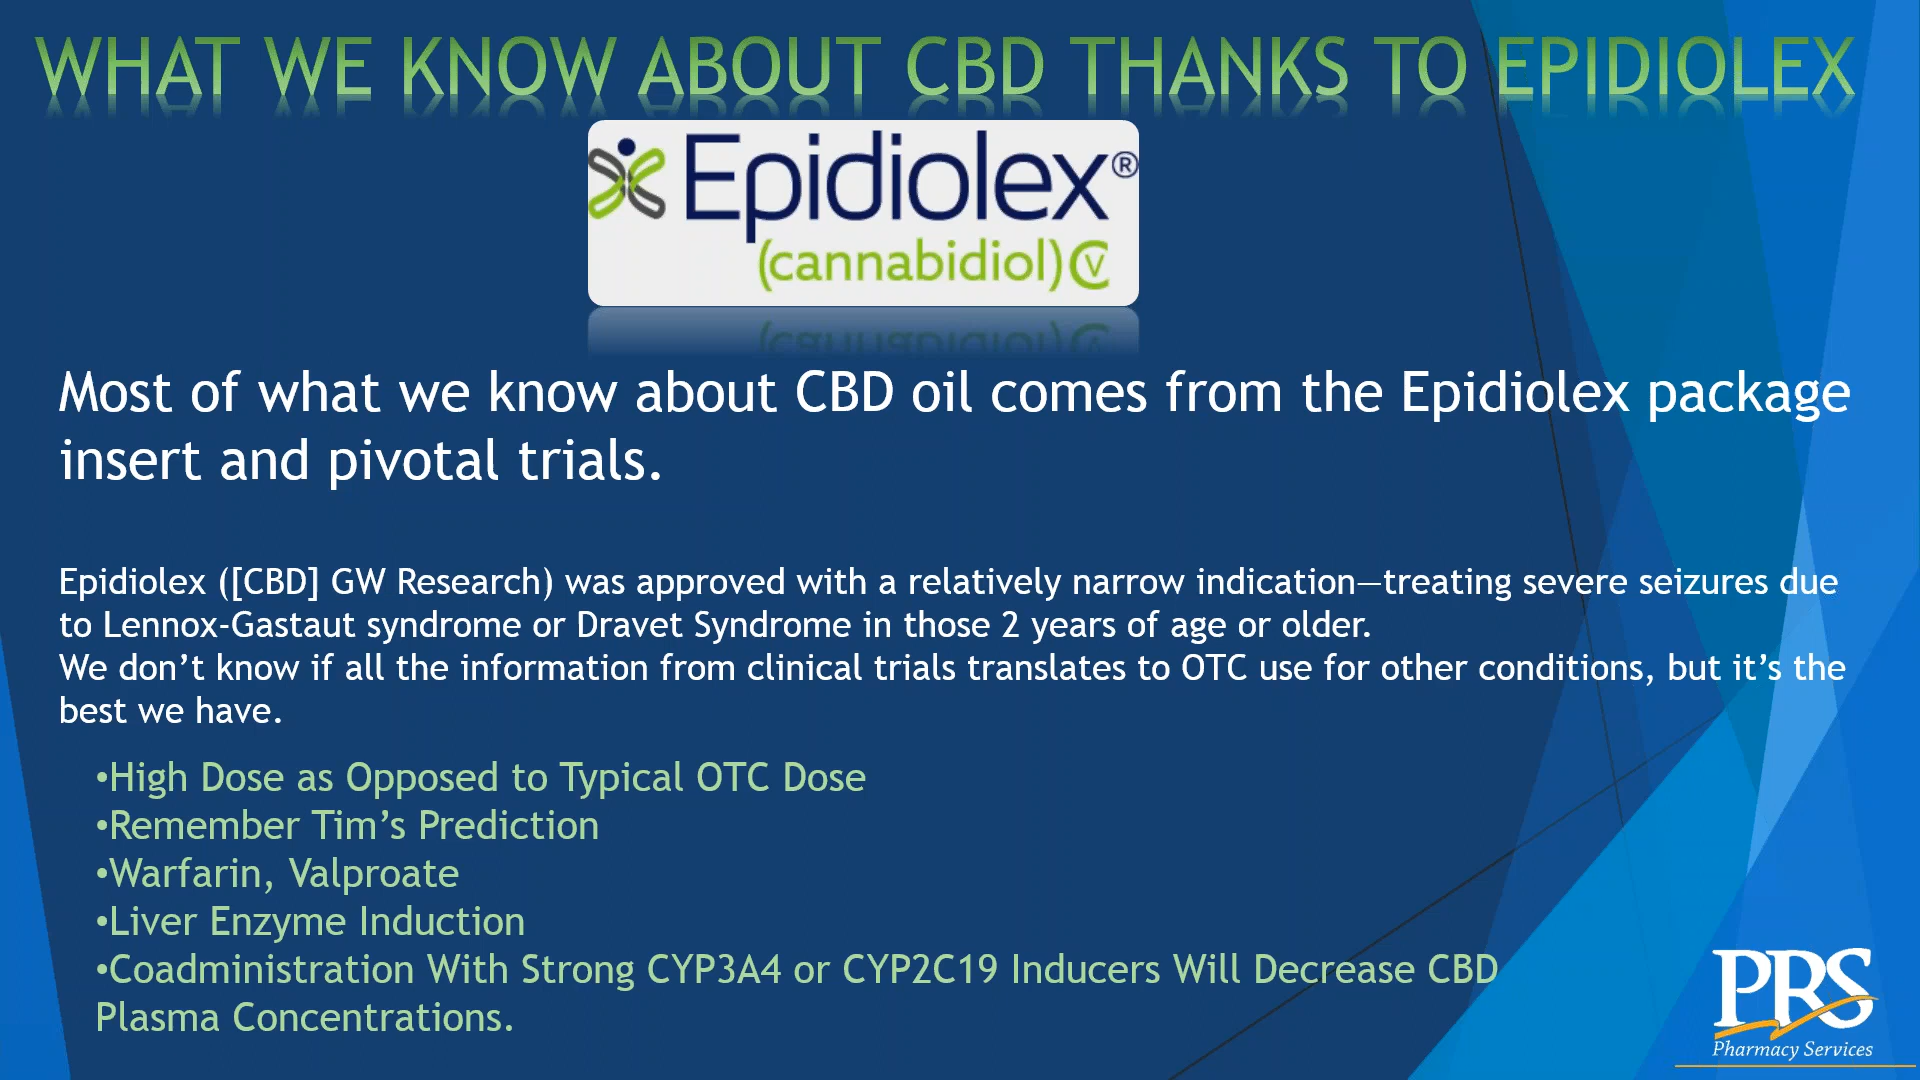 WHAT WE KNOW ABOUT CBD THANKS TO EPIDIOLEX
Epidiolex®
(cannabidiol) CV
Most of what we know about CBD oil comes from the Epidiolex package
insert and pivotal trials.
Epidiolex ([CBD] GW Research) was approved with a relatively narrow indication—treating severe seizures due
to Lennox-Gastaut syndrome or Dravet Syndrome in those 2 years of age or older.
We don’t know if all the information from clinical trials translates to OTC use for other conditions, but it’s the
best we have.
•High Dose as Opposed to Typical OTC Dose
•Remember Tim’s Prediction
•Warfarin, Valproate
•Liver Enzyme Induction
•Coadministration With Strong CYP3A4 or CYP2C19 Inducers Will Decrease CBD
Plasma Concentrations.
PRS
Pharmacy Services